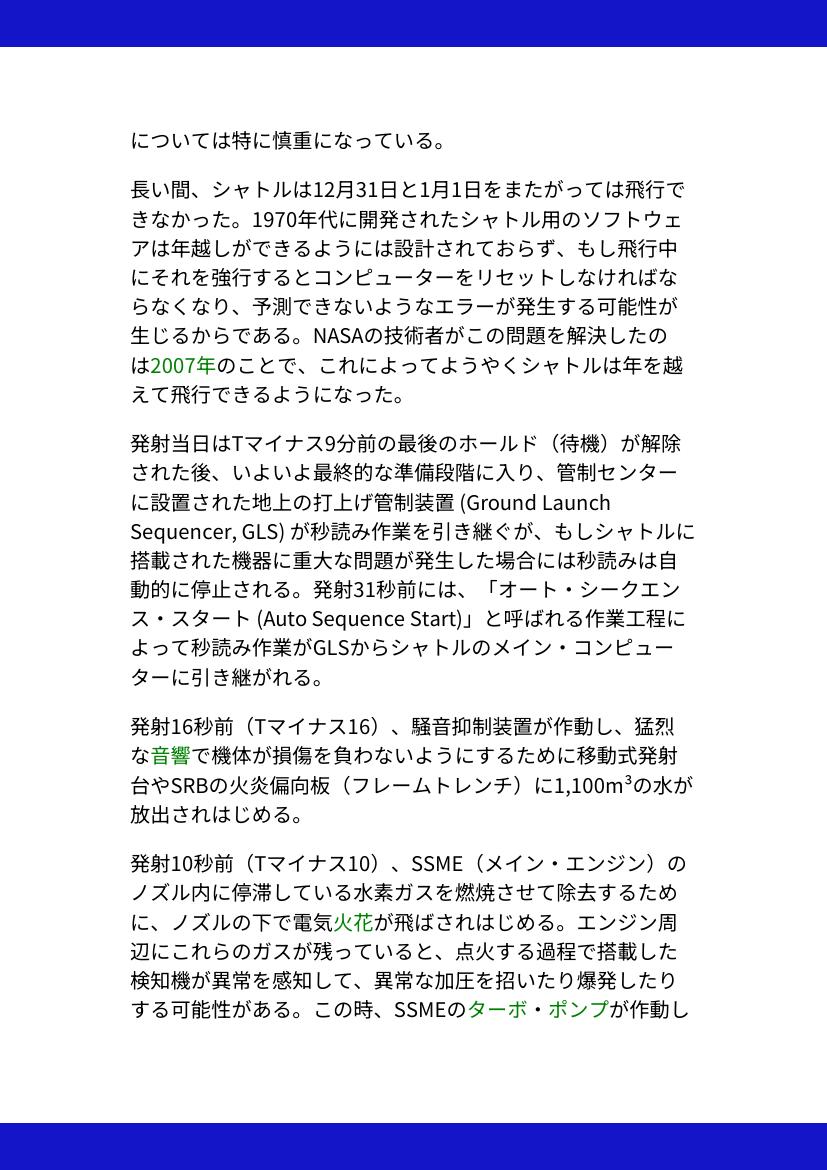 については特に慎重になっている。
長い間、シャトルは12月31日と1月1日をまたがっては飛行で
きなかった。1970年代に開発されたシャトル用のソフトウェ
アは年越しができるようには設計されておらず、もし飛行中
にそれを強行するとコンピューターをリセットしなければな
らなくなり、予測できないようなエラーが発生する可能性が
生じるからである。NASAの技術者がこの問題を解決したの
は2007年のことで、これによってようやくシャトルは年を越
えて飛行できるようになった。
発射当日はTマイナス9分前の最後のホールド（待機）が解除
された後、いよいよ最終的な準備段階に入り、管制センター
に設置された地上の打上げ管制装置 (Ground Launch
Sequencer, GLS) が秒読み作業を引き継ぐが、もしシャトルに
搭載された機器に重大な問題が発生した場合には秒読みは自
動的に停止される。発射31秒前には、「オート・シークエン
ス・スタート (Auto Sequence Start)」と呼ばれる作業工程に
よって秒読み作業がGLSからシャトルのメイン・コンピュー
ターに引き継がれる。
発射16秒前（Tマイナス16）、騒音抑制装置が作動し、猛烈
な音響で機体が損傷を負わないようにするために移動式発射
台やSRBの火炎偏向板（フレームトレンチ）に1,100m³の水が
放出されはじめる。
発射10秒前（Tマイナス10）、SSME（メイン・エンジン）の
ノズル内に停滞している水素ガスを燃焼させて除去するため
に、ノズルの下で電気火花が飛ばされはじめる。エンジン周
辺にこれらのガスが残っていると、点火する過程で搭載した
検知機が異常を感知して、異常な加圧を招いたり爆発したり
する可能性がある。この時、SSMEのターボ・ポンプが作動し